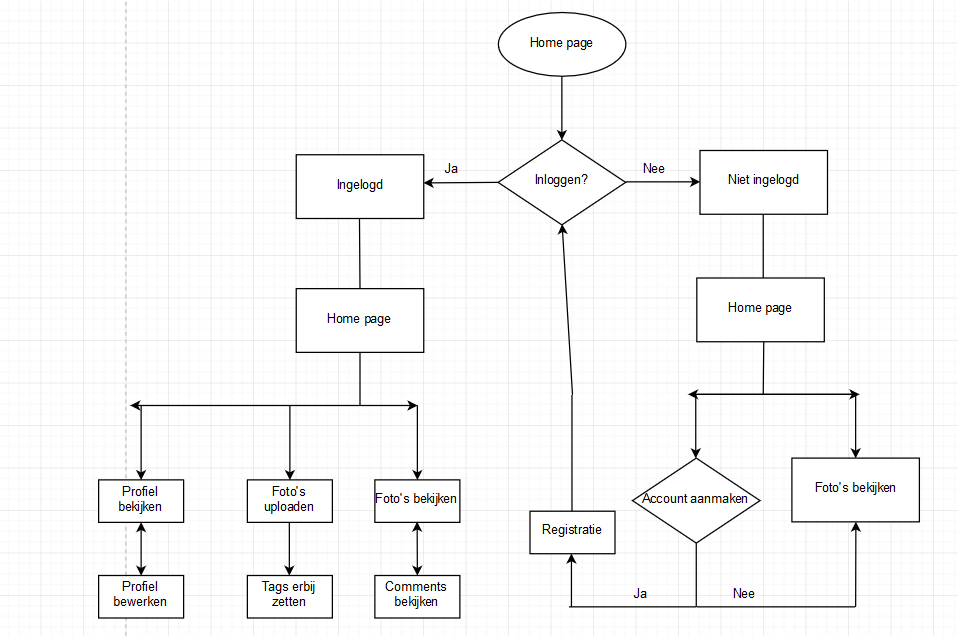 Home page
Ja
Inloggen?
Nee
Ingelogd
Niet ingelogd
Home page
Home page
Profiel
bekijken
Foto's
uploaden
Foto's bekijken
Account aanmaken
Foto's bekijken
Registratie
Profiel
bewerken
Tags erbij
zetten
Comments
bekijken
Ja
Nee